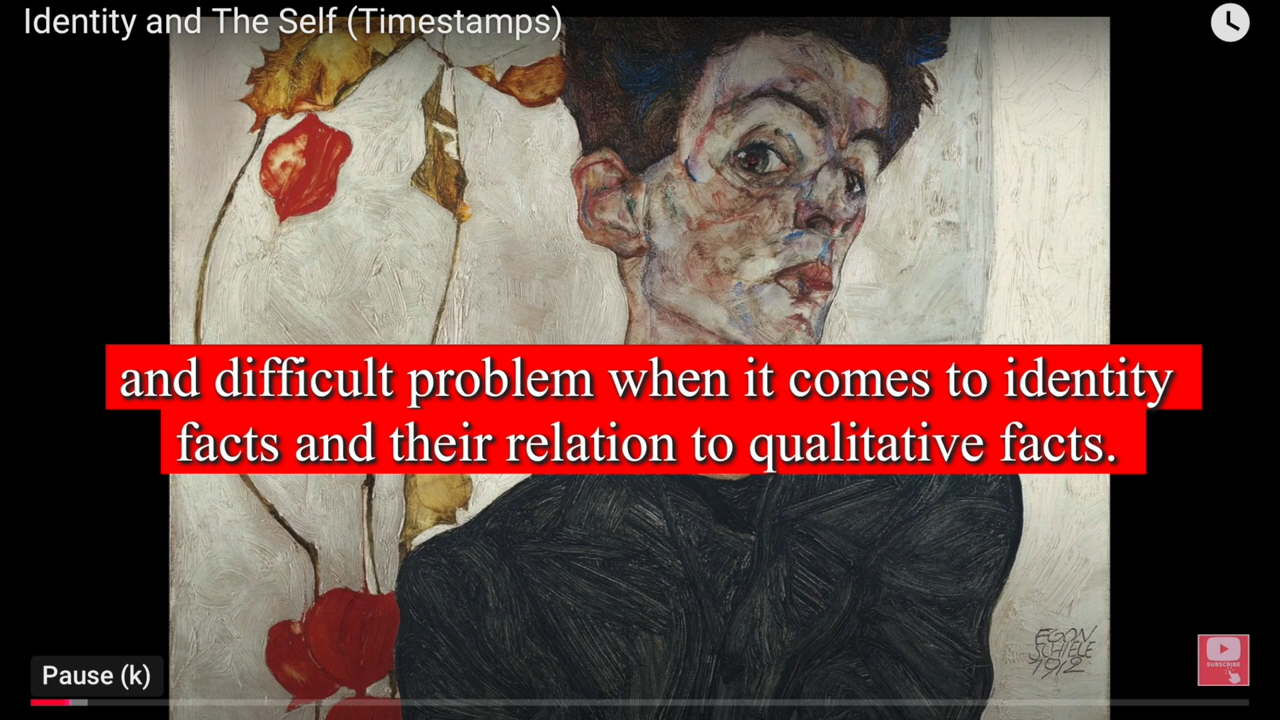 Identity and The Self (Timestamps)
and difficult problem when it comes to identity
facts and their relation to qualitative facts.
EGON
SCHIELE
1912
SUBSCRIBE
Pause (k)